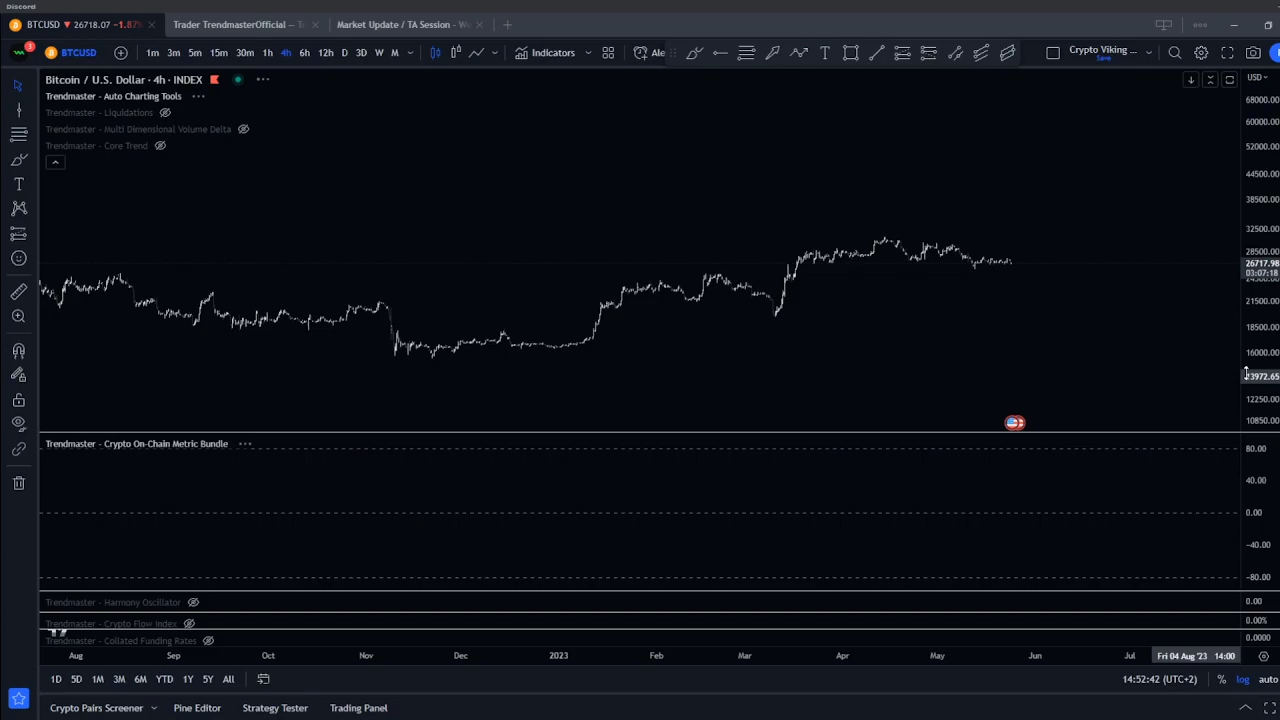 Discord
BTCUSD 26718.07 -1.87%
Trader TrendmasterOfficial —
Market Update / TA Session -
3
BTCUSD
1m 3m 5m 15m 30m 1h 4h 6h 12h D 3D W M
Indicators
Ale
Crypto Viking ...
Save
Bitcoin / U.S. Dollar · 4h · INDEX
USD
Trendmaster - Auto Charting Tools
Trendmaster - Liquidations
Trendmaster - Multi Dimensional Volume Delta
Trendmaster - Core Trend
68000.00
60000.00
52000.00
44500.00
38500.00
32500.00
28500.00
26717.98
03:07:18
24500.00
21500.00
18500.00
16000.00
13972.65
12250.00
10850.00
Trendmaster - Crypto On-Chain Metric Bundle
80.00
40.00
0.00
−40.00
−80.00
Trendmaster - Harmony Oscillator
0.00
Trendmaster - Crypto Flow Index
0.00%
Trendmaster - Collated Funding Rates
0.0000
Aug Sep Oct Nov Dec 2023 Feb Mar Apr May Jun Jul Fri 04 Aug '23 14:00
1D 5D 1M 3M 6M YTD 1Y 5Y All
14:52:42 (UTC+2) % log auto
Crypto Pairs Screener Pine Editor Strategy Tester Trading Panel